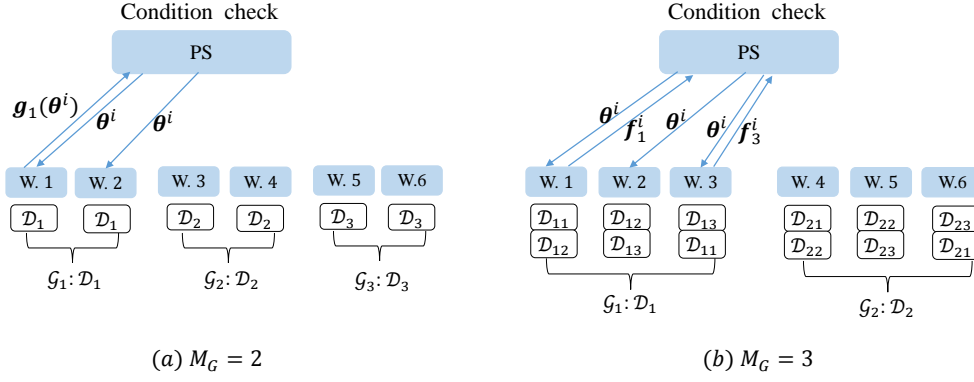 Condition check
PS
𝒈₁(𝜽ⁱ)
𝜽ⁱ
𝜽ⁱ
W. 1 W. 2 W. 3 W. 4 W. 5 W.6
𝒟₁ 𝒟₁ 𝒟₂ 𝒟₂ 𝒟₃ 𝒟₃
𝒢₁: 𝒟₁ 𝒢₂: 𝒟₂ 𝒢₃: 𝒟₃
(a) M_G = 2
Condition check
PS
𝜽ⁱ
𝒇₁ⁱ
𝜽ⁱ
𝜽ⁱ
𝒇₃ⁱ
W. 1 W. 2 W. 3 W. 4 W. 5 W.6
𝒟₁₁ 𝒟₁₂ 𝒟₁₃ 𝒟₂₁ 𝒟₂₂ 𝒟₂₃
𝒟₁₂ 𝒟₁₃ 𝒟₁₁ 𝒟₂₂ 𝒟₂₃ 𝒟₂₁
𝒢₁: 𝒟₁ 𝒢₂: 𝒟₂
(b) M_G = 3